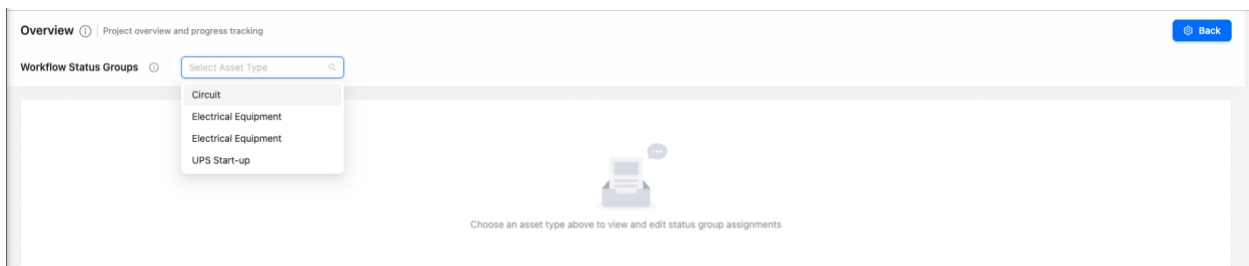 Overview Project overview and progress tracking Back
Workflow Status Groups Select Asset Type
Circuit
Electrical Equipment
Electrical Equipment
UPS Start-up
Choose an asset type above to view and edit status group assignments